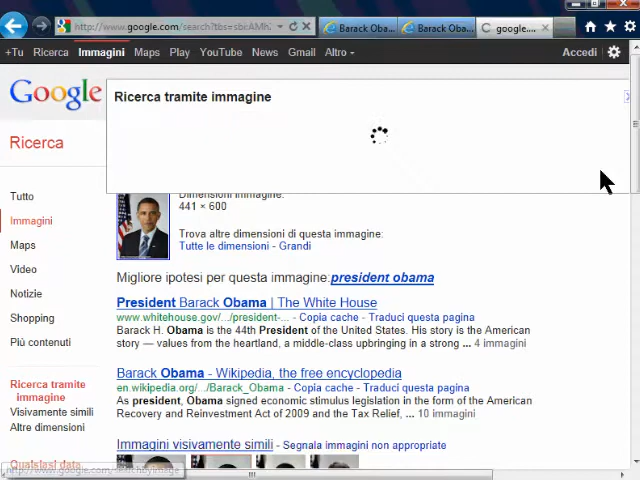 http://www.google.com/search?tbs=sbi:AMhZ
Barack Oba...
Barack Oba...
google....
+Tu Ricerca Immagini Maps Play YouTube News Gmail Altro Accedi
Google
Ricerca tramite immagine
Ricerca
Tutto
Immagini
Maps
Video
Notizie
Shopping
Più contenuti
Ricerca tramite
immagine
Visivamente simili
Altre dimensioni
Qualsiasi data
Dimensioni immagine:
441 × 600
Trova altre dimensioni di questa immagine:
Tutte le dimensioni - Grandi
Migliore ipotesi per questa immagine: president obama
President Barack Obama | The White House
www.whitehouse.gov/.../president-... - Copia cache - Traduci questa pagina
Barack H. Obama is the 44th President of the United States. His story is the American
story — values from the heartland, a middle-class upbringing in a strong ... 4 immagini
Barack Obama - Wikipedia, the free encyclopedia
en.wikipedia.org/.../Barack_Obama - Copia cache - Traduci questa pagina
As president, Obama signed economic stimulus legislation in the form of the American
Recovery and Reinvestment Act of 2009 and the Tax Relief, ... 10 immagini
Immagini visivamente simili - Segnala immagini non appropriate
http://www.google.com/searchbyimage